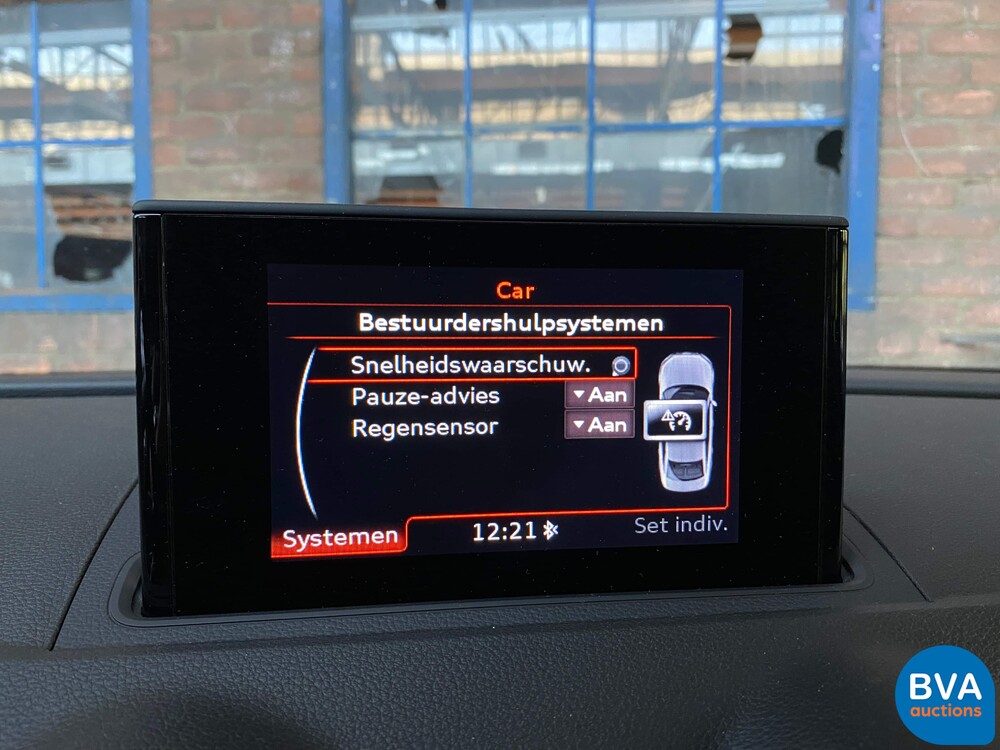 Car
Bestuurdershulpsystemen
Snelheidswaarschuw.
Pauze-advies ▼ Aan
Regensensor ▼ Aan
Systemen 12:21 Set indiv.
BVA
auctions